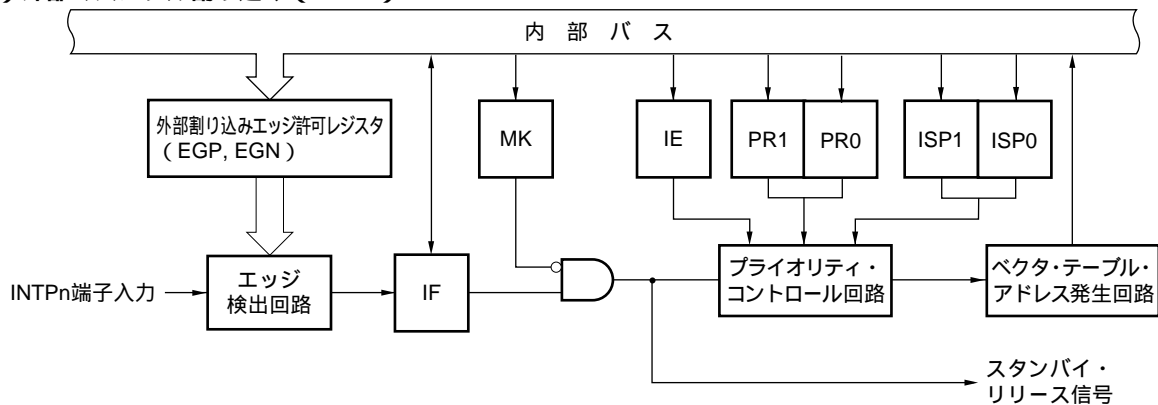 内部バス
外部割り込みエッジ許可レジスタ
（EGP, EGN）
MK
IE
PR1
PR0
ISP1
ISP0
INTPn端子入力
エッジ
検出回路
IF
プライオリティ・
コントロール回路
ベクタ・テーブル・
アドレス発生回路
スタンバイ・
リリース信号